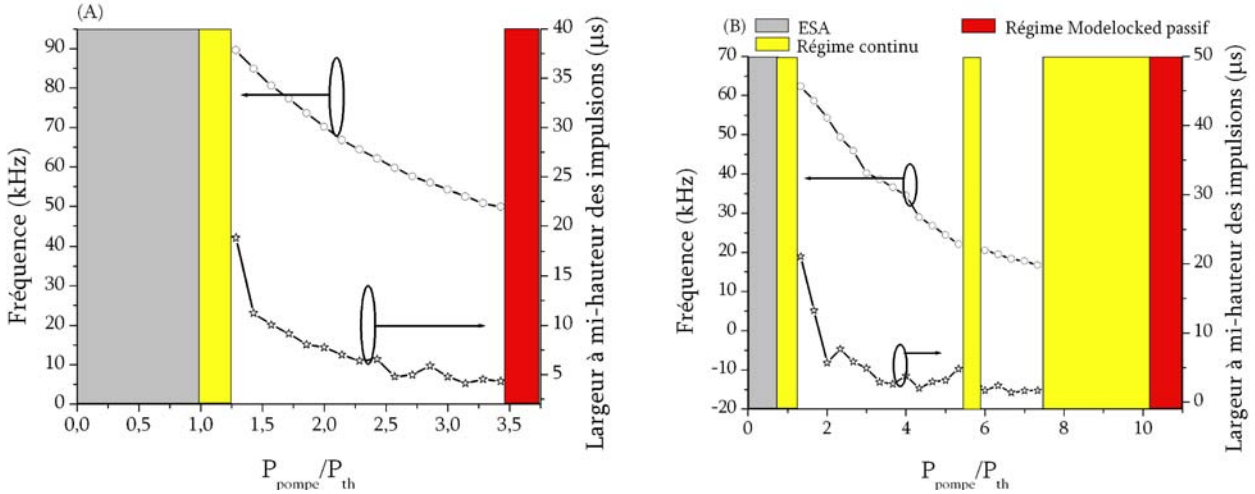 (A)
Fréquence (kHz)
90
80
70
60
50
40
30
20
10
0
0,0 0,5 1,0 1,5 2,0 2,5 3,0 3,5
P pompe /P th
40
35
30
25
20
15
10
5
Largeur à mi-hauteur des impulsions (µs)
(B)
ESA
Régime continu
Régime Modelocked passif
Fréquence (kHz)
70
60
50
40
30
20
10
0
-10
-20
0 2 4 6 8 10
P pompe /P th
50
40
30
20
10
0
Largeur à mi-hauteur des impulsions (µs)